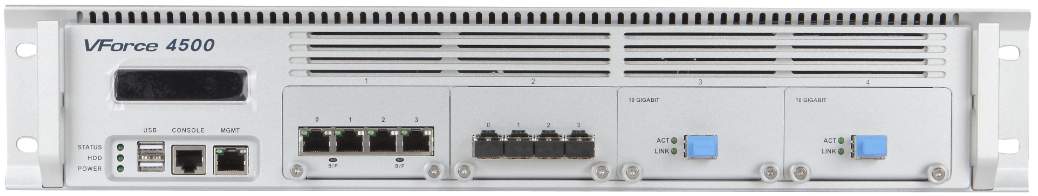 VForce 4500
1
2
3
4
10 GIGABIT
10 GIGABIT
0 1 2 3
0 1 2 3
USB CONSOLE MGMT
STATUS
HDD
POWER
B/P
B/P
ACT
LINK
ACT
LINK